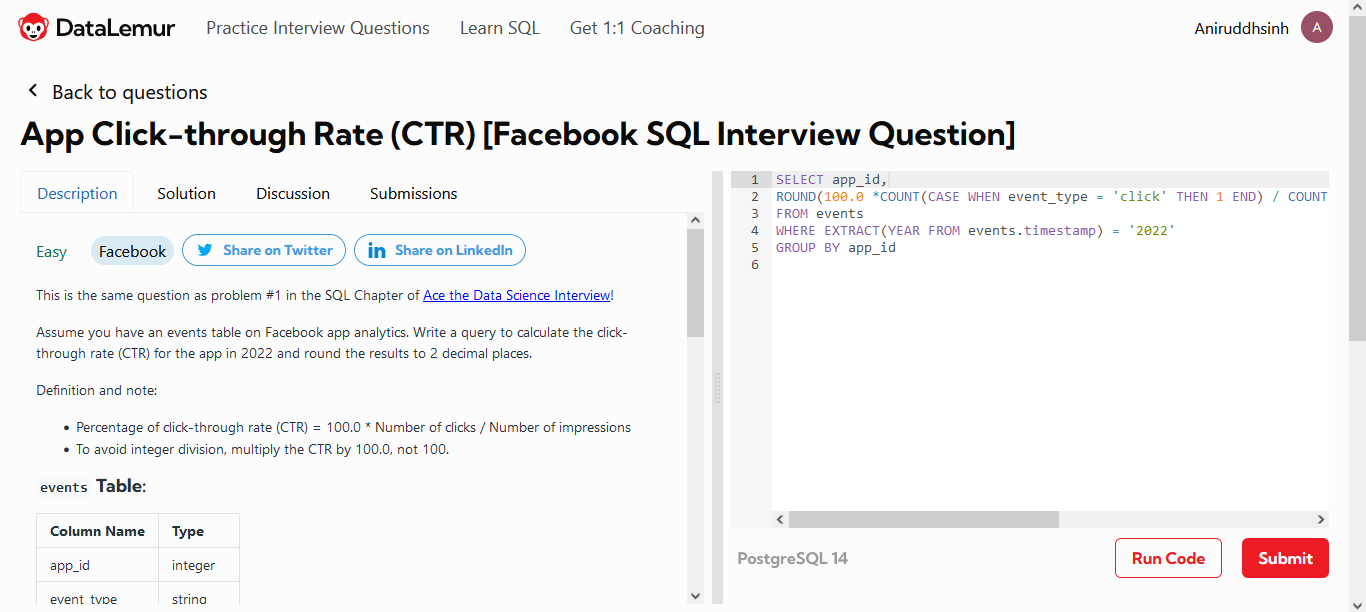 DataLemur Practice Interview Questions Learn SQL Get 1:1 Coaching Aniruddhsinh A
Back to questions
App Click-through Rate (CTR) [Facebook SQL Interview Question]
Description Solution Discussion Submissions
Easy Facebook Share on Twitter Share on LinkedIn
This is the same question as problem #1 in the SQL Chapter of Ace the Data Science Interview!
Assume you have an events table on Facebook app analytics. Write a query to calculate the click-
through rate (CTR) for the app in 2022 and round the results to 2 decimal places.
Definition and note:
• Percentage of click-through rate (CTR) = 100.0 * Number of clicks / Number of impressions
• To avoid integer division, multiply the CTR by 100.0, not 100.
events Table:
Column Name Type
app_id integer
event_type string
1 SELECT app_id,
2 ROUND(100.0 *COUNT(CASE WHEN event_type = 'click' THEN 1 END) / COUNT
3 FROM events
4 WHERE EXTRACT(YEAR FROM events.timestamp) = '2022'
5 GROUP BY app_id
6
PostgreSQL 14 Run Code Submit